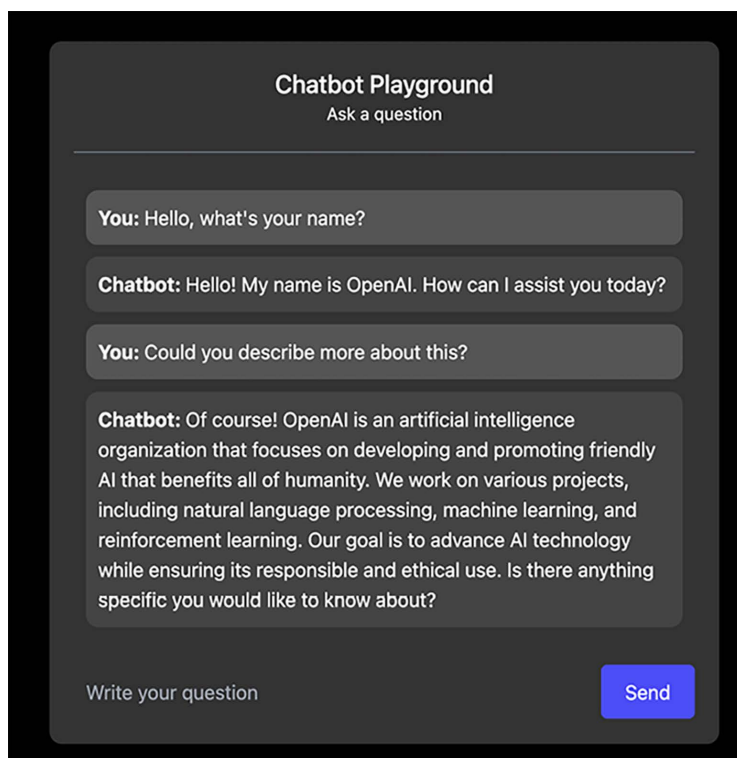 Chatbot Playground
Ask a question
You: Hello, what's your name?
Chatbot: Hello! My name is OpenAI. How can I assist you today?
You: Could you describe more about this?
Chatbot: Of course! OpenAI is an artificial intelligence
organization that focuses on developing and promoting friendly
AI that benefits all of humanity. We work on various projects,
including natural language processing, machine learning, and
reinforcement learning. Our goal is to advance AI technology
while ensuring its responsible and ethical use. Is there anything
specific you would like to know about?
Write your question
Send